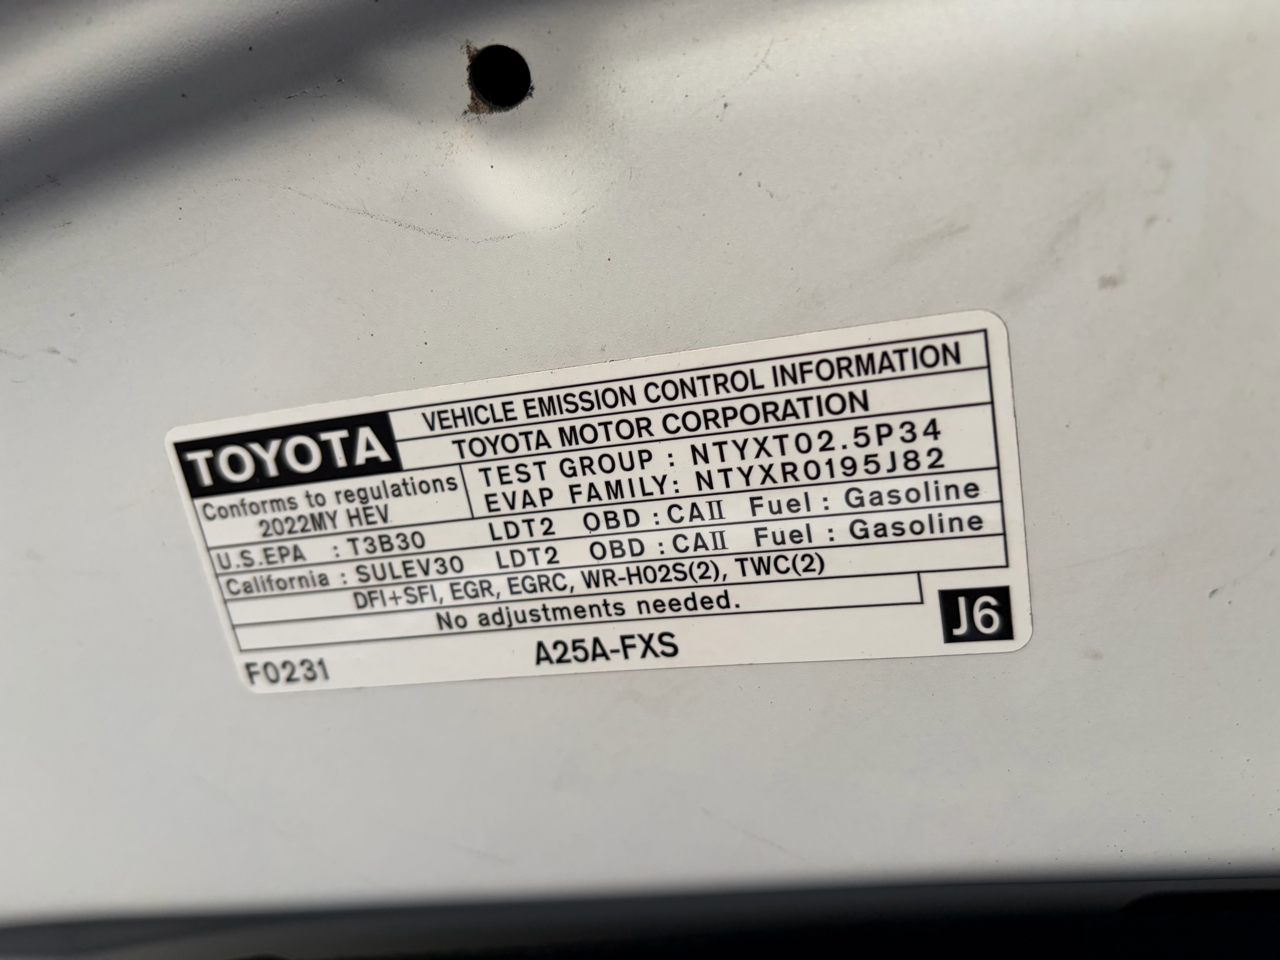 TOYOTA
VEHICLE EMISSION CONTROL INFORMATION
TOYOTA MOTOR CORPORATION
Conforms to regulations
2022MY HEV
TEST GROUP : NTYXT02.5P34
EVAP FAMILY: NTYXR0195J82
U.S.EPA : T3B30 LDT2 OBD : CAII Fuel : Gasoline
California : SULEV30 LDT2 OBD : CAII Fuel : Gasoline
DFI+SFI, EGR, EGRC, WR-HO2S(2), TWC(2)
No adjustments needed.
F0231
A25A-FXS
J6